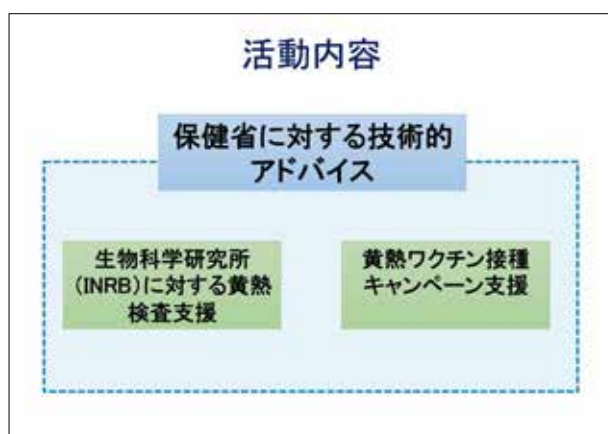 活動内容
保健省に対する技術的
アドバイス
生物科学研究所
(INRB)に対する黄熱
検査支援
黄熱ワクチン接種
キャンペーン支援